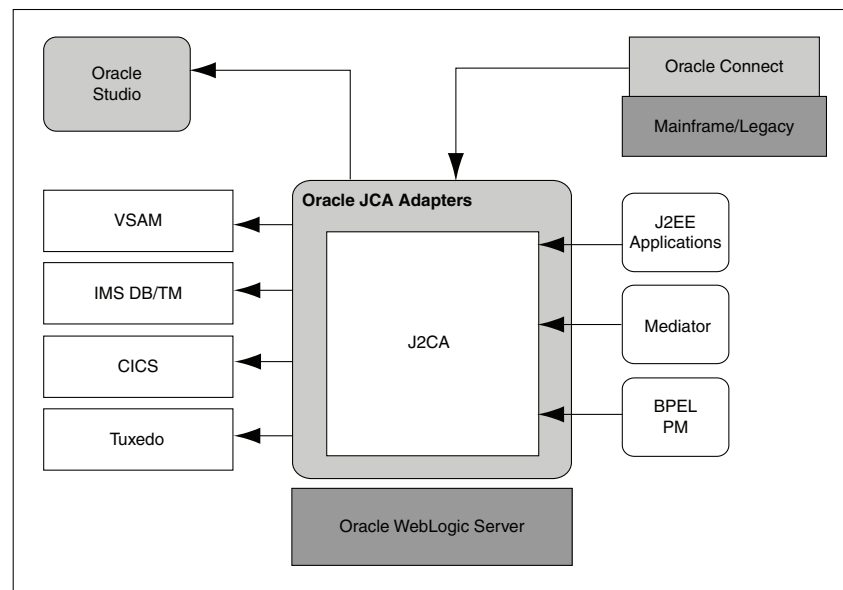 Oracle
Studio
Oracle Connect
Mainframe/Legacy
Oracle JCA Adapters
VSAM
IMS DB/TM
CICS
Tuxedo
J2CA
J2EE
Applications
Mediator
BPEL
PM
Oracle WebLogic Server